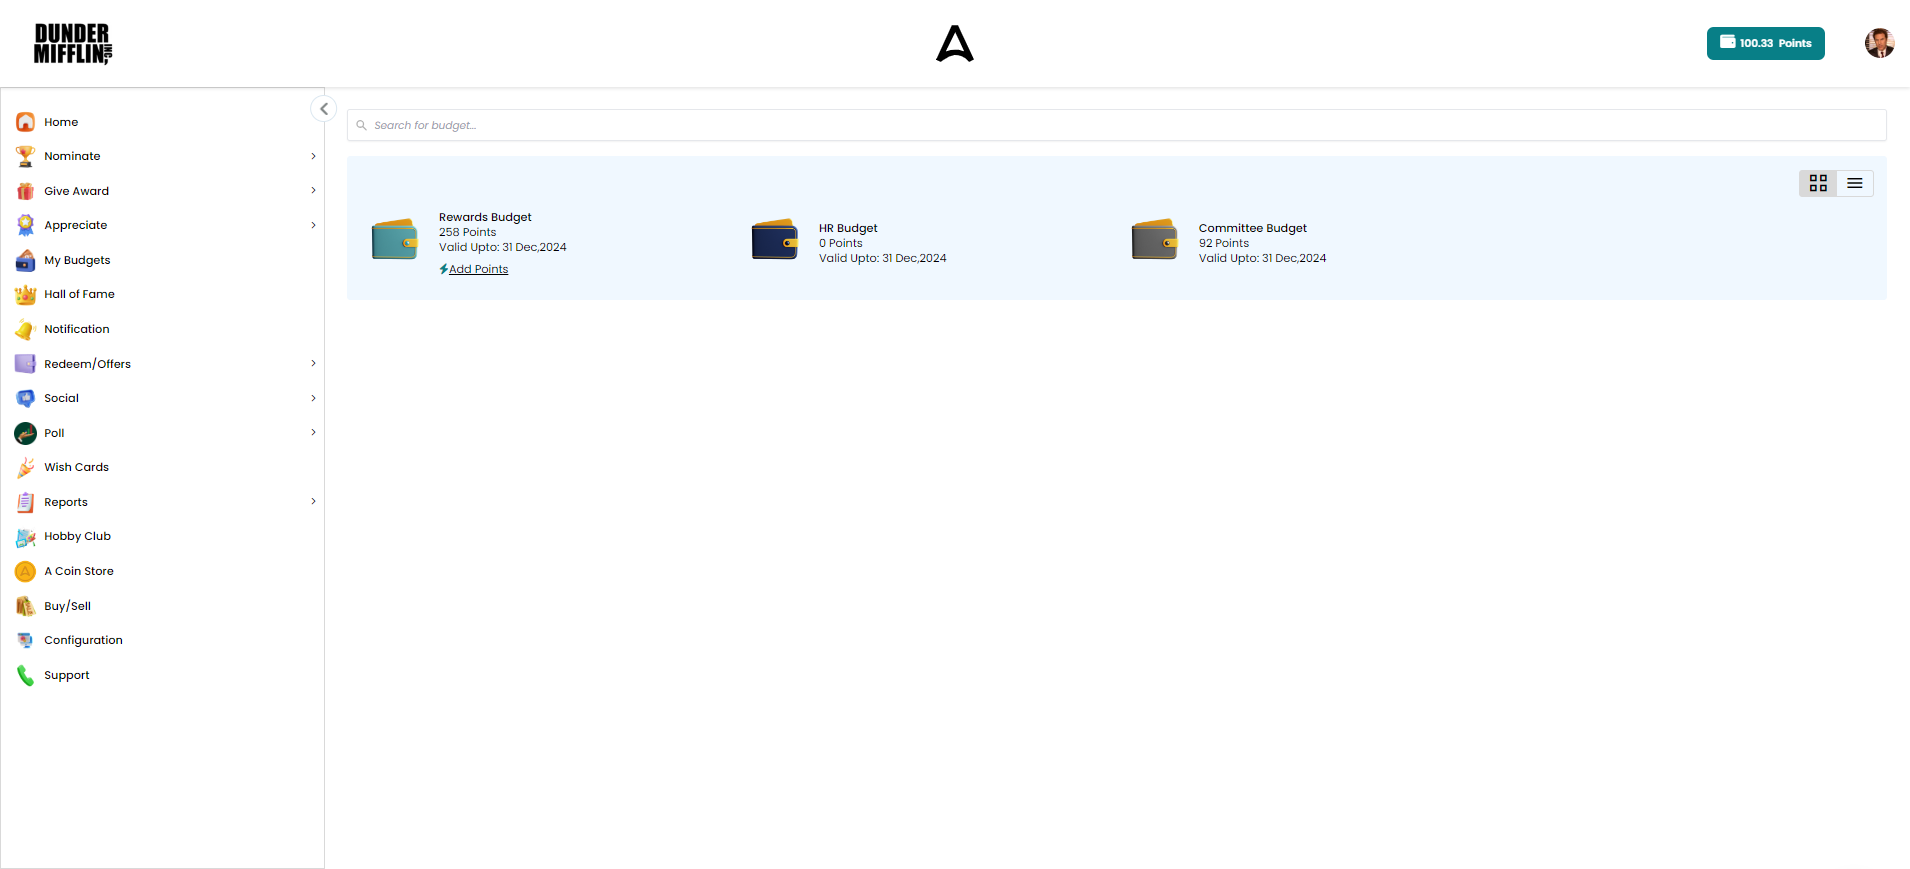 DUNDER
MIFFLIN, INC
100.33 Points
Home
Nominate
Give Award
Appreciate
My Budgets
Hall of Fame
Notification
Redeem/Offers
Social
Poll
Wish Cards
Reports
Hobby Club
A Coin Store
Buy/Sell
Configuration
Support
Search for budget...
Rewards Budget
258 Points
Valid Upto: 31 Dec,2024
Add Points
HR Budget
0 Points
Valid Upto: 31 Dec,2024
Committee Budget
92 Points
Valid Upto: 31 Dec,2024